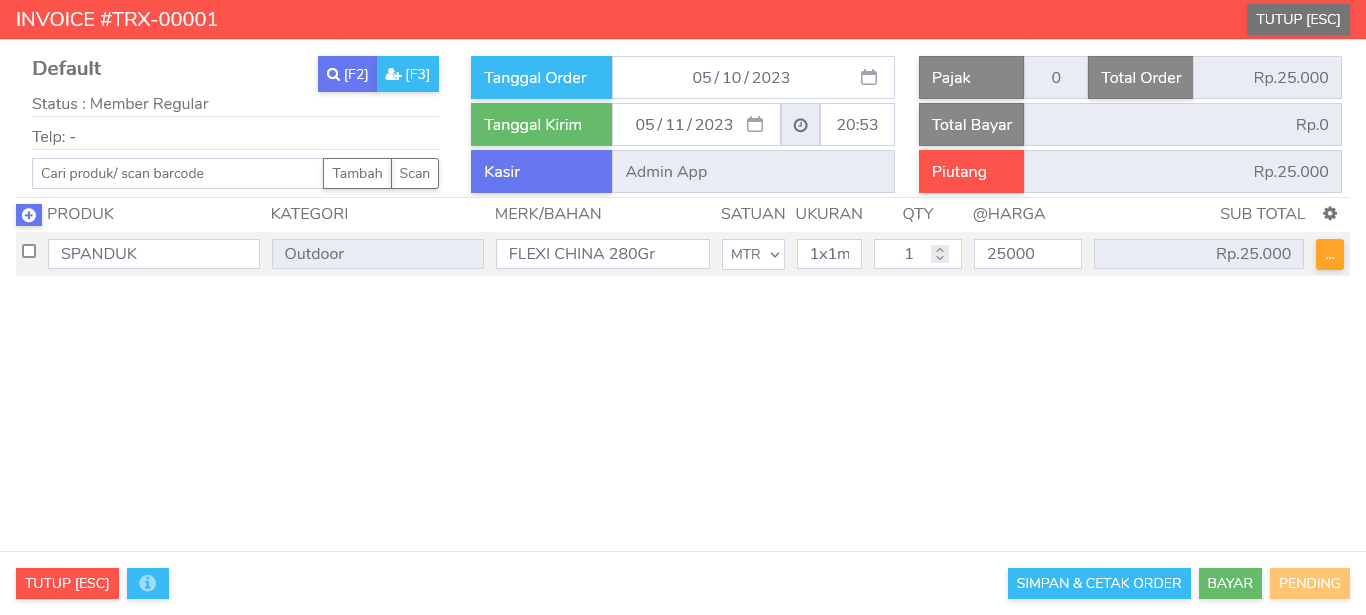 INVOICE #TRX-00001
TUTUP [ESC]
Default
[F2]
[F3]
Status : Member Regular
Telp: -
Cari produk/ scan barcode
Tambah
Scan
Tanggal Order
05/10/2023
Tanggal Kirim
05/11/2023
20:53
Kasir
Admin App
Pajak
0
Total Order
Rp.25.000
Total Bayar
Rp.0
Piutang
Rp.25.000
PRODUK KATEGORI MERK/BAHAN SATUAN UKURAN QTY @HARGA SUB TOTAL
SPANDUK Outdoor FLEXI CHINA 280Gr MTR 1x1m 1 25000 Rp.25.000 ...
TUTUP [ESC]
SIMPAN & CETAK ORDER
BAYAR
PENDING